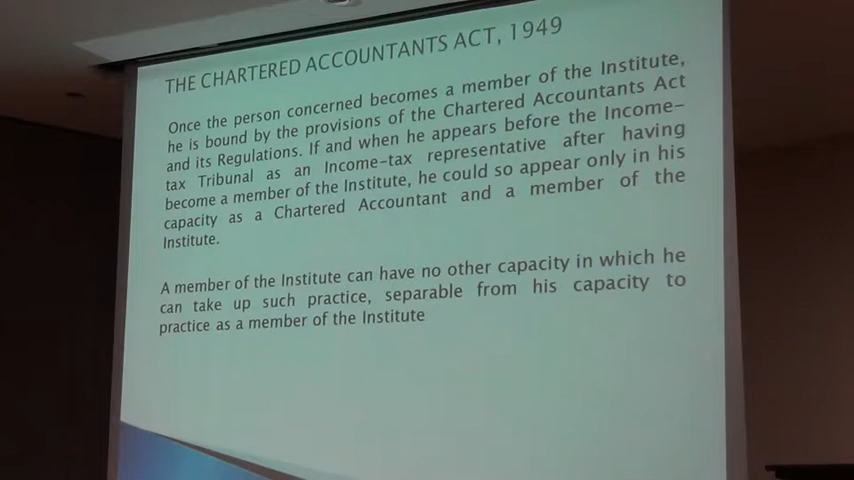 THE CHARTERED ACCOUNTANTS ACT, 1949
Once the person concerned becomes a member of the Institute,
he is bound by the provisions of the Chartered Accountants Act
and its Regulations. If and when he appears before the Income-
tax Tribunal as an Income-tax representative after having
become a member of the Institute, he could so appear only in his
capacity as a Chartered Accountant and a member of the
Institute.
A member of the Institute can have no other capacity in which he
can take up such practice, separable from his capacity to
practice as a member of the Institute